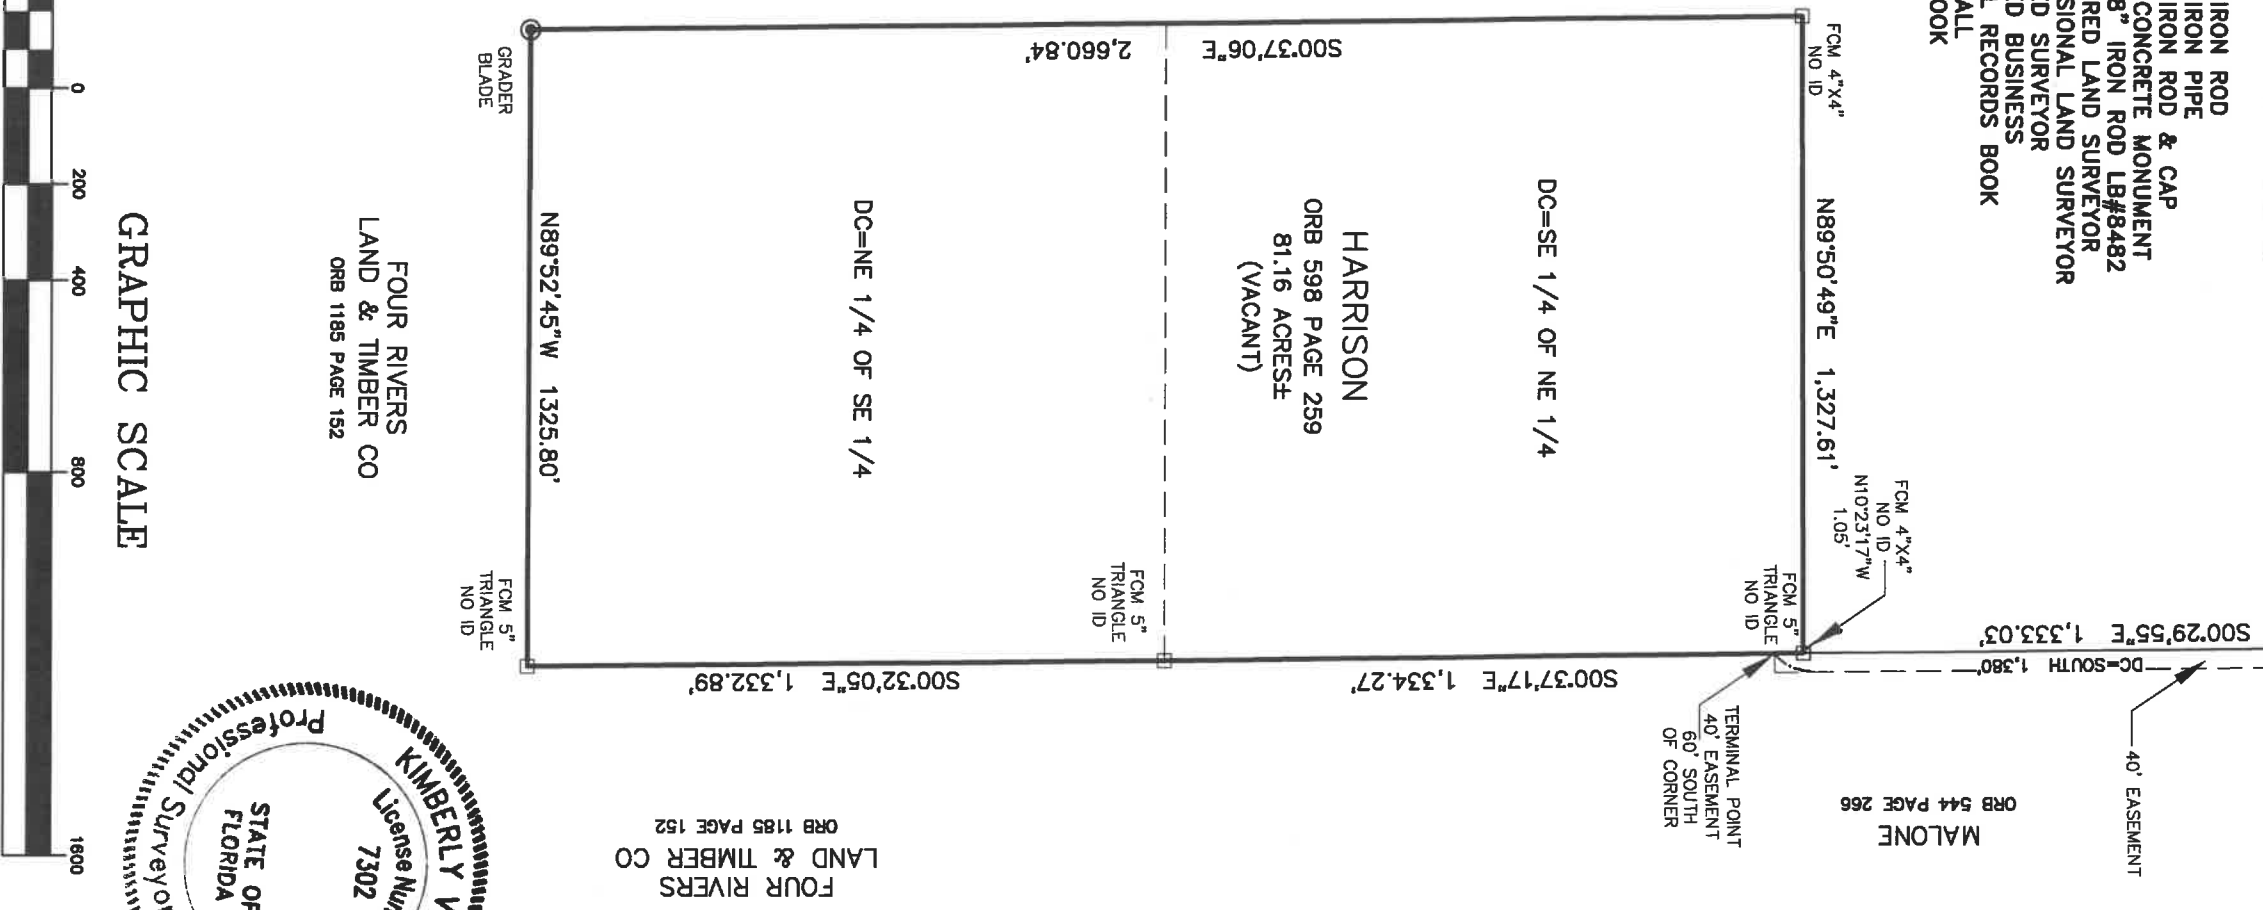 IRON ROD
IRON PIPE
IRON ROD & CAP
CONCRETE MONUMENT
8" IRON ROD LB#8482
RED LAND SURVEYOR
SIONAL LAND SURVEYOR
ED SURVEYOR
ED BUSINESS
L RECORDS BOOK
ALL
OOK
FCM 4"X4"
NO ID
N89°50'49"E 1,327.61'
FCM 4"X4"
NO ID
N10°23'17"W
1.05'
S00°29'55"E 1,333.03'
DC=SOUTH 1,380'
40' EASEMENT
MALONE
ORB 544 PAGE 266
FCM 5"
TRIANGLE
NO ID
TERMINAL POINT
40' EASEMENT
60' SOUTH
OF CORNER
S00°37'06"E 2,660.84'
DC=SE 1/4 OF NE 1/4
HARRISON
ORB 598 PAGE 259
81.16 ACRES±
(VACANT)
S00°37'17"E 1,334.27'
FCM 5"
TRIANGLE
NO ID
DC=NE 1/4 OF SE 1/4
S00°32'05"E 1,332.89'
FOUR RIVERS
LAND & TIMBER CO
ORB 1185 PAGE 152
GRADER
BLADE
N89°52'45"W 1325.80'
FCM 5"
TRIANGLE
NO ID
FOUR RIVERS
LAND & TIMBER CO
ORB 1185 PAGE 152
KIMBERLY
License Nu
7302
STATE OF
FLORIDA
Professional Surveyo
GRAPHIC SCALE
0 200 400 800 1600